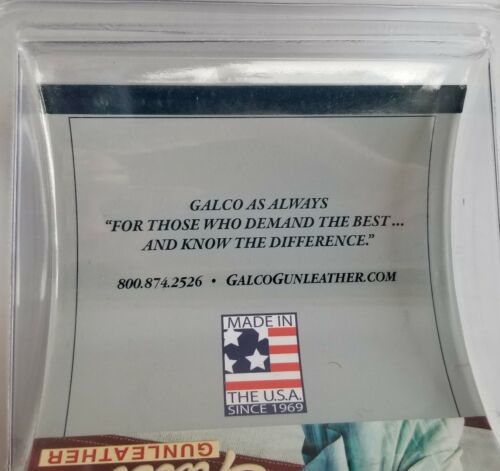 GALCO AS ALWAYS
"FOR THOSE WHO DEMAND THE BEST...
AND KNOW THE DIFFERENCE."
800.874.2526 • GALCOGUNLEATHER.COM
MADE IN
THE U.S.A.
SINCE 1969
GUNLEATHER